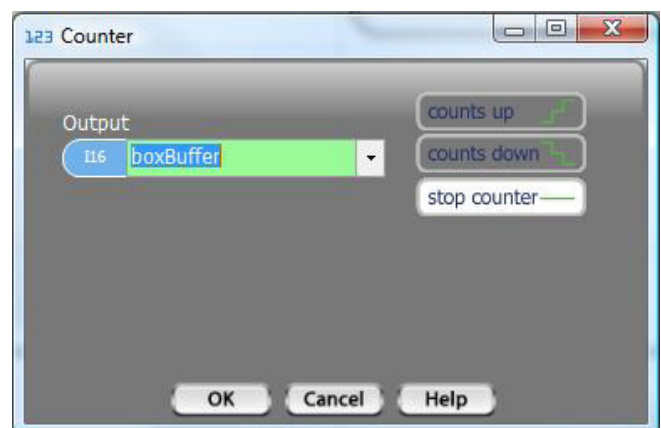 123 Counter
Output
I16 boxBuffer
counts up
counts down
stop counter
OK Cancel Help